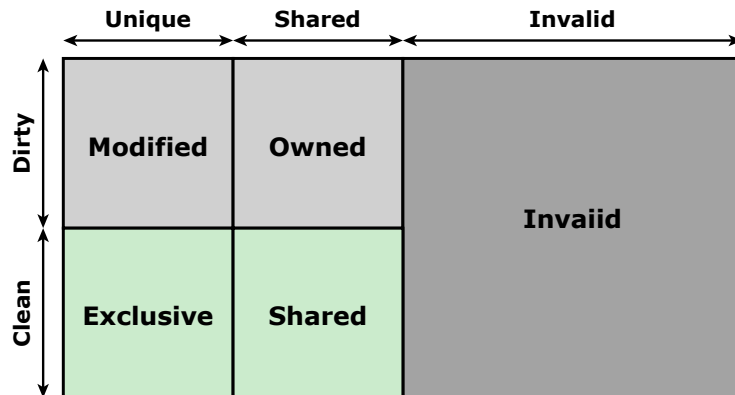 Unique Shared Invalid
Dirty
Modified Owned
Invaiid
Clean
Exclusive Shared